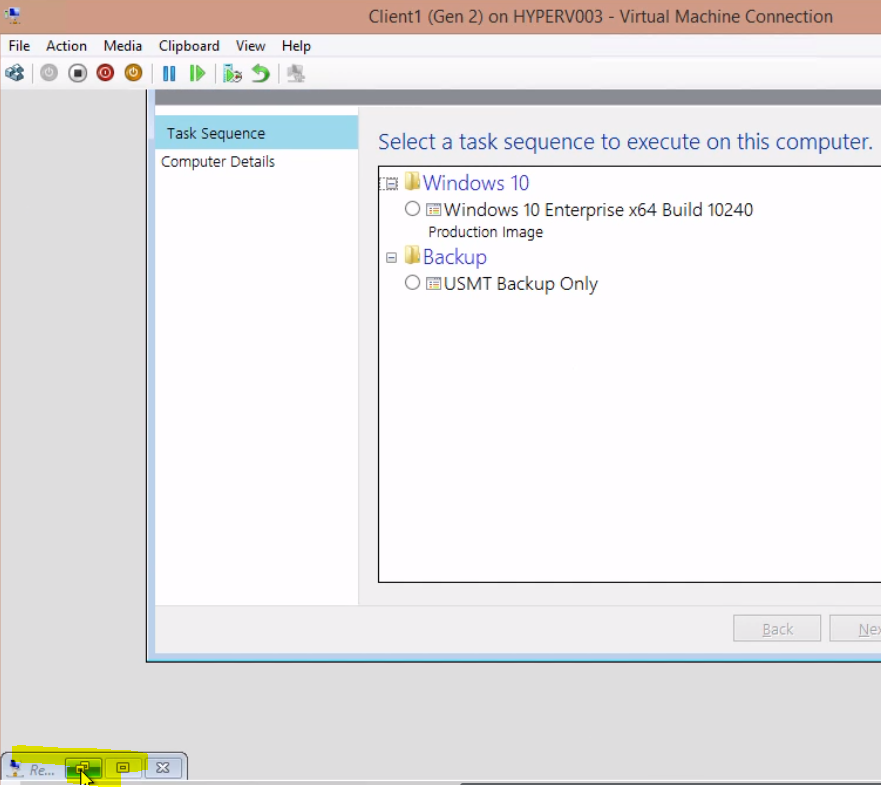 Client1 (Gen 2) on HYPERV003 - Virtual Machine Connection
File Action Media Clipboard View Help
Task Sequence
Computer Details
Select a task sequence to execute on this computer.
Windows 10
Windows 10 Enterprise x64 Build 10240
Production Image
Backup
USMT Backup Only
Back Nex
Re...